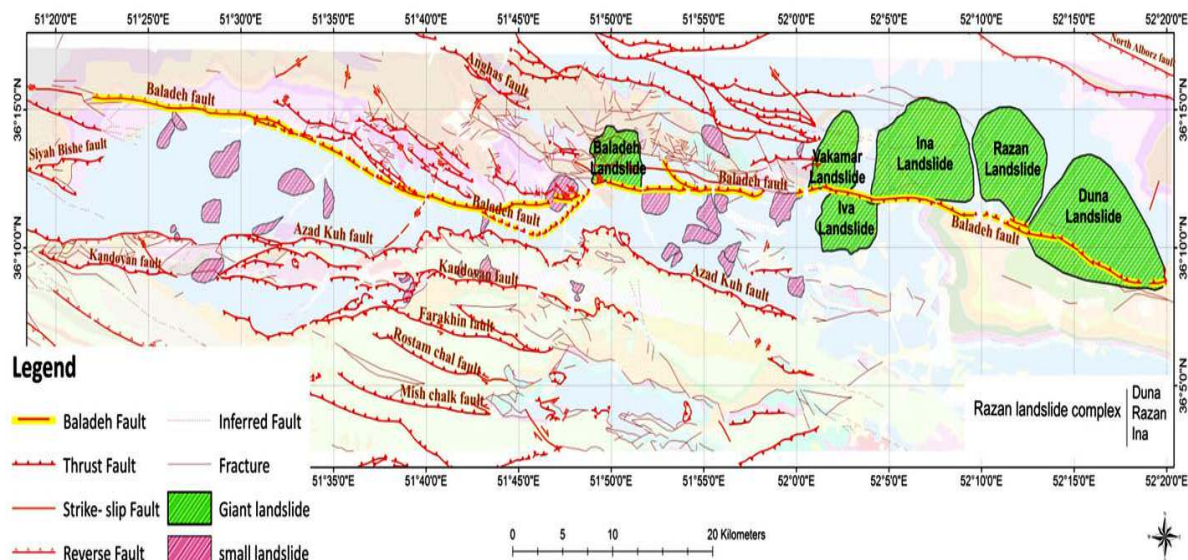 51°20'0"E 51°25'0"E 51°30'0"E 51°35'0"E 51°40'0"E 51°45'0"E 51°50'0"E 51°55'0"E 52°0'0"E 52°5'0"E 52°10'0"E 52°15'0"E 52°20'0"E
North Alborz fault
Anghas fault
36°15'0"N
36°15'0"N
Baladeh fault
Siyah Bishe fault
Baladeh
Landslide
Vakamar
Landslide
Ina
Landslide
Razan
Landslide
Duna
Landslide
Iva
Landslide
Baladeh fault
Baladeh fault
Baladeh fault
36°10'0"N
36°10'0"N
Azad Kuh fault
Kandovan fault
Kandovan fault
Azad Kuh fault
Farakhin fault
Rostam chal fault
Mish chalk fault
36°5'0"N
Legend
Baladeh Fault
Inferred Fault
Thrust Fault
Fracture
Strike- slip Fault
Giant landslide
Reverse Fault
small landslide
Razan landslide complex
Duna
Razan
Ina
51°35'0"E 51°40'0"E 51°45'0"E 51°50'0"E 51°55'0"E 52°0'0"E 52°5'0"E 52°10'0"E 52°15'0"E 52°20'0"E
0 5 10 20 Kilometers